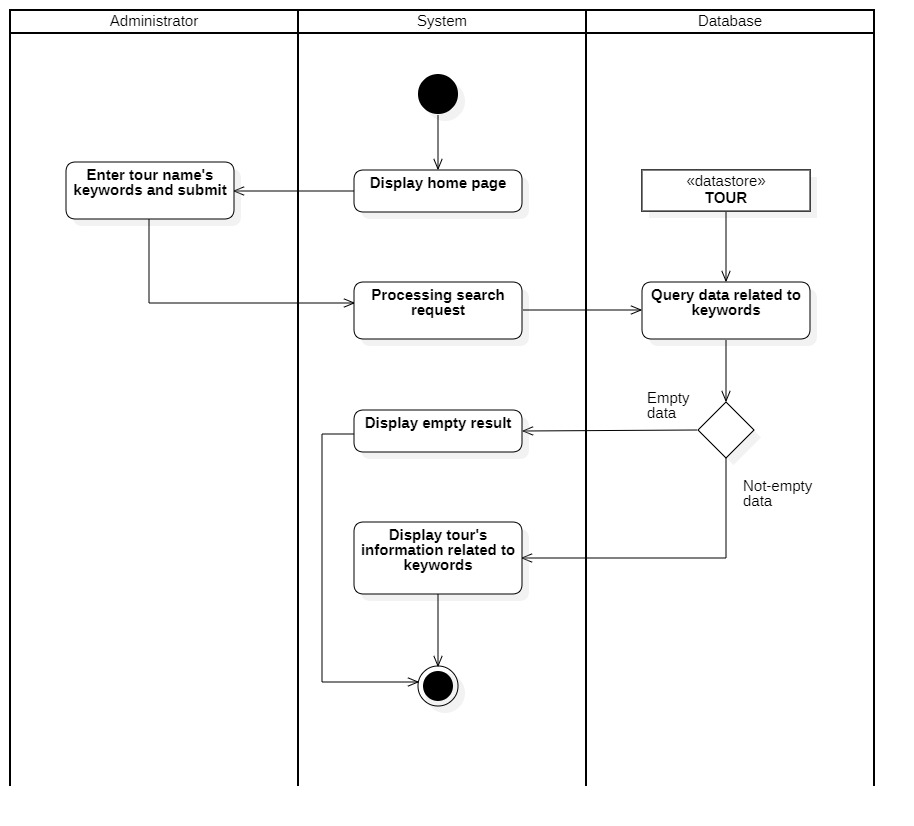 Administrator
System
Database
Enter tour name's
keywords and submit
Display home page
«datastore»
TOUR
Processing search
request
Query data related to
keywords
Empty
data
Display empty result
Not-empty
data
Display tour's
information related to
keywords